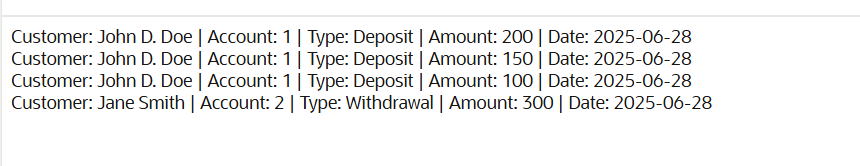 Customer: John D. Doe | Account: 1 | Type: Deposit | Amount: 200 | Date: 2025-06-28
Customer: John D. Doe | Account: 1 | Type: Deposit | Amount: 150 | Date: 2025-06-28
Customer: John D. Doe | Account: 1 | Type: Deposit | Amount: 100 | Date: 2025-06-28
Customer: Jane Smith | Account: 2 | Type: Withdrawal | Amount: 300 | Date: 2025-06-28